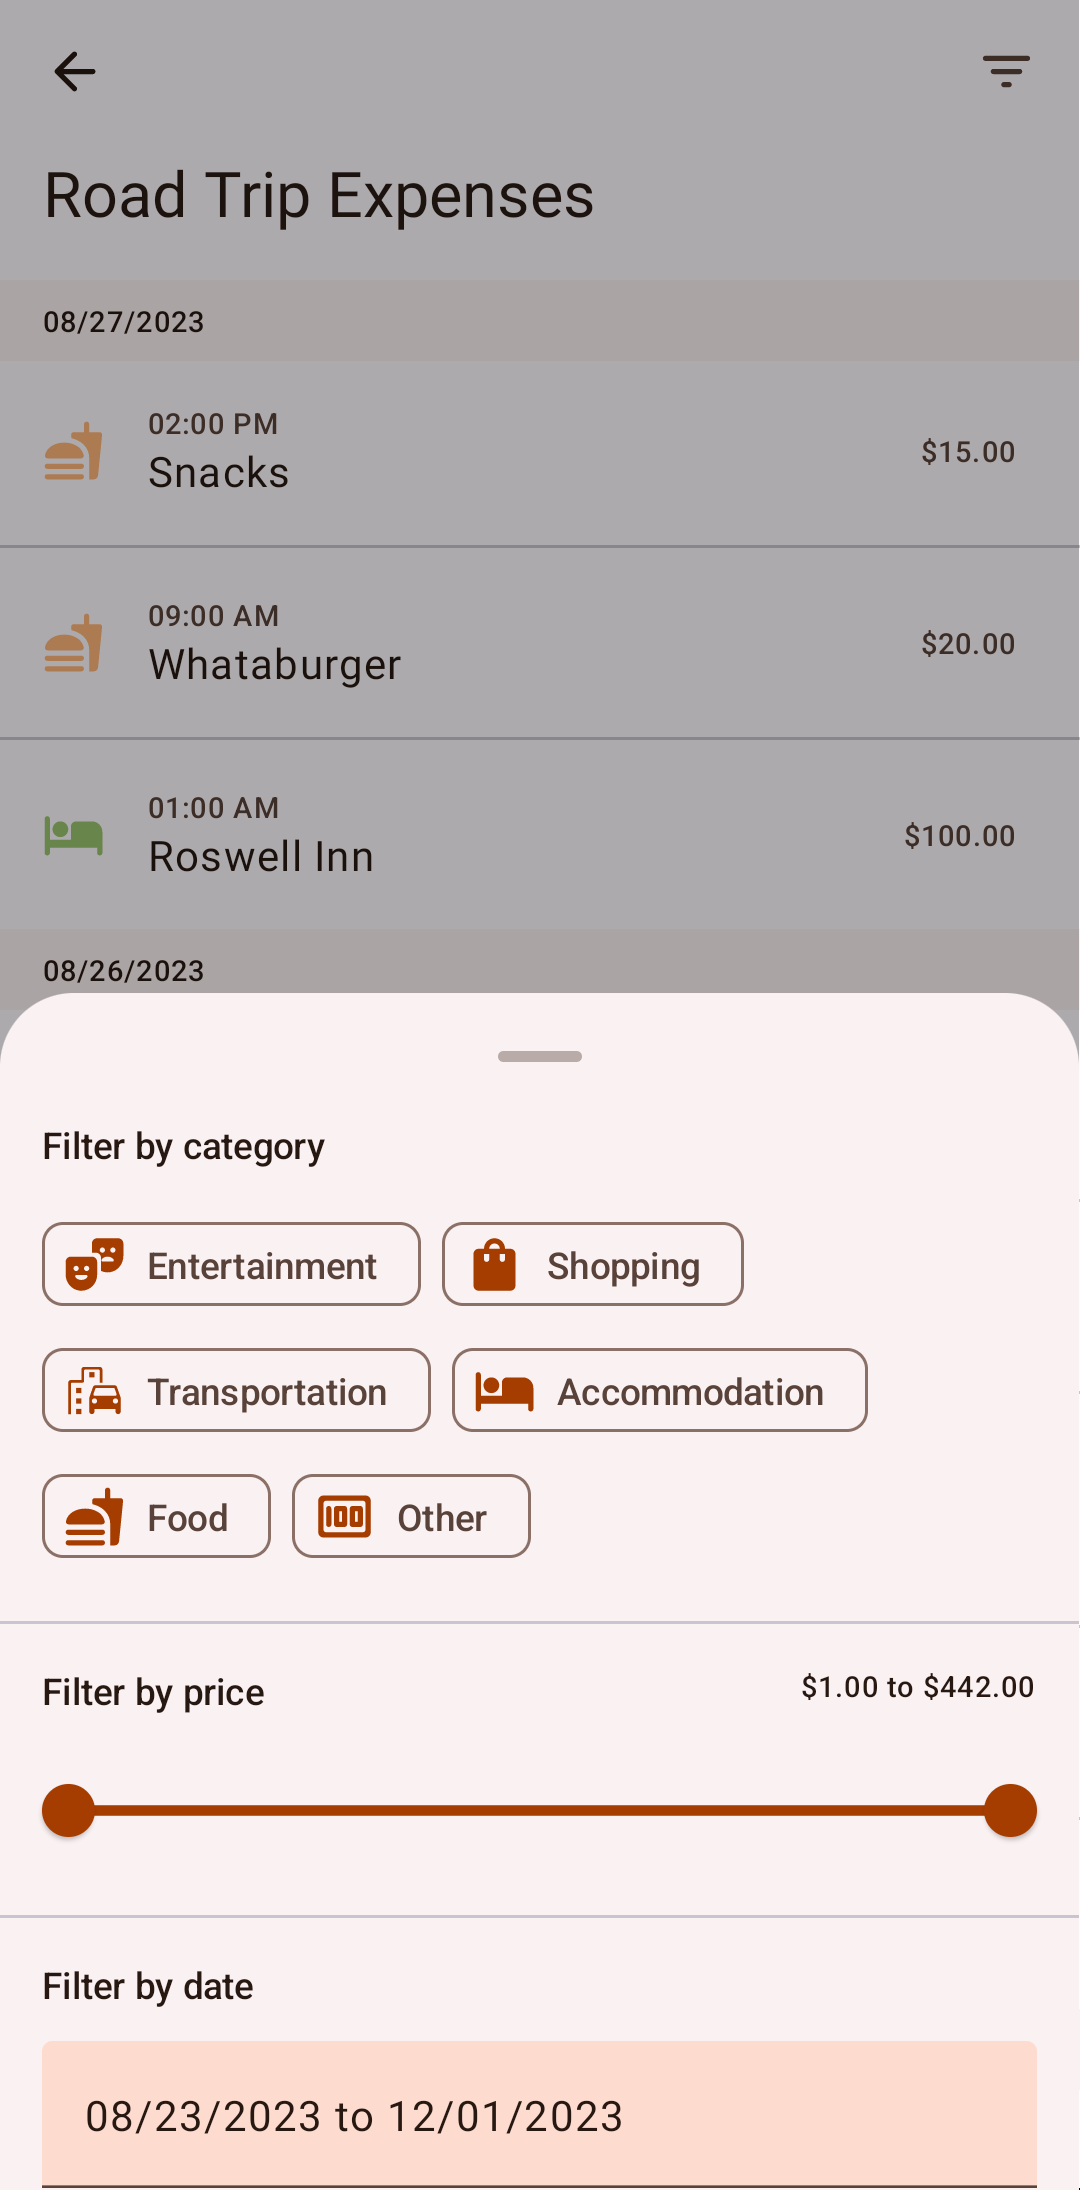 Road Trip Expenses
08/27/2023
02:00 PM
Snacks
$15.00
09:00 AM
Whataburger
$20.00
01:00 AM
Roswell Inn
$100.00
08/26/2023
Filter by category
Entertainment
Shopping
Transportation
Accommodation
Food
Other
Filter by price
$1.00 to $442.00
Filter by date
08/23/2023 to 12/01/2023